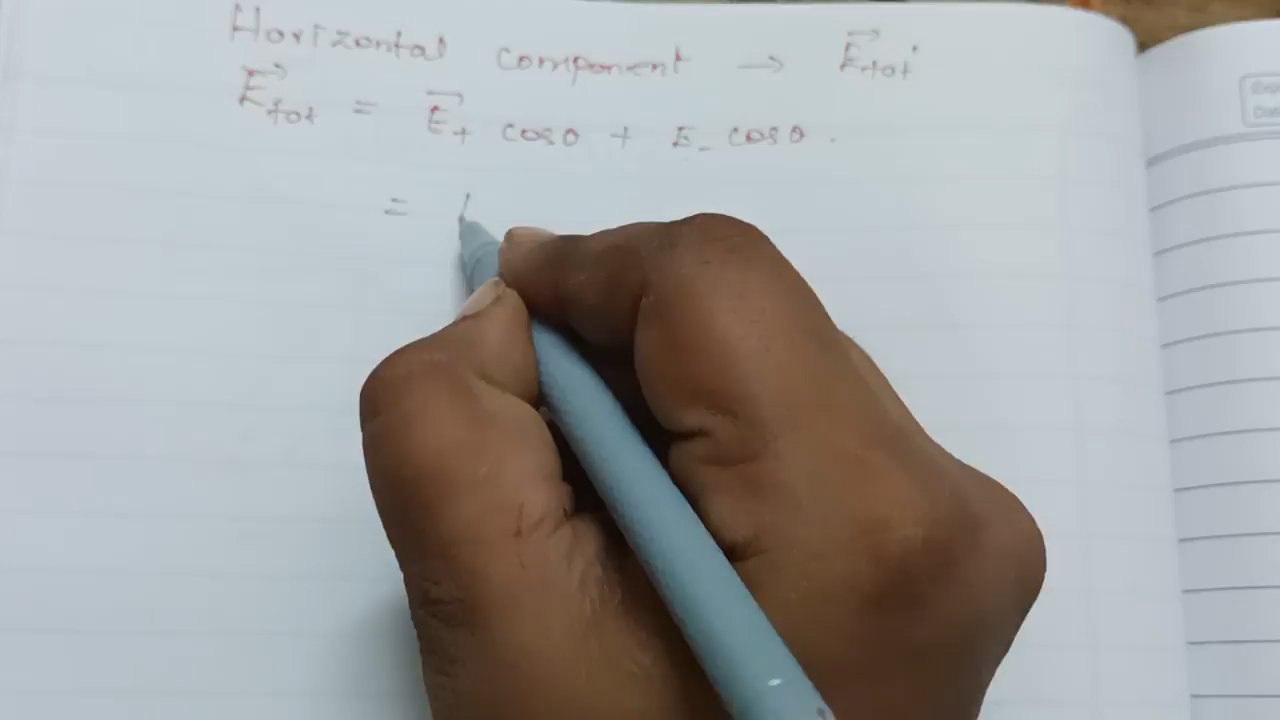 Horizontal component → E⃗tot
E⃗tot = E⃗+ cosθ + E- cosθ.
=